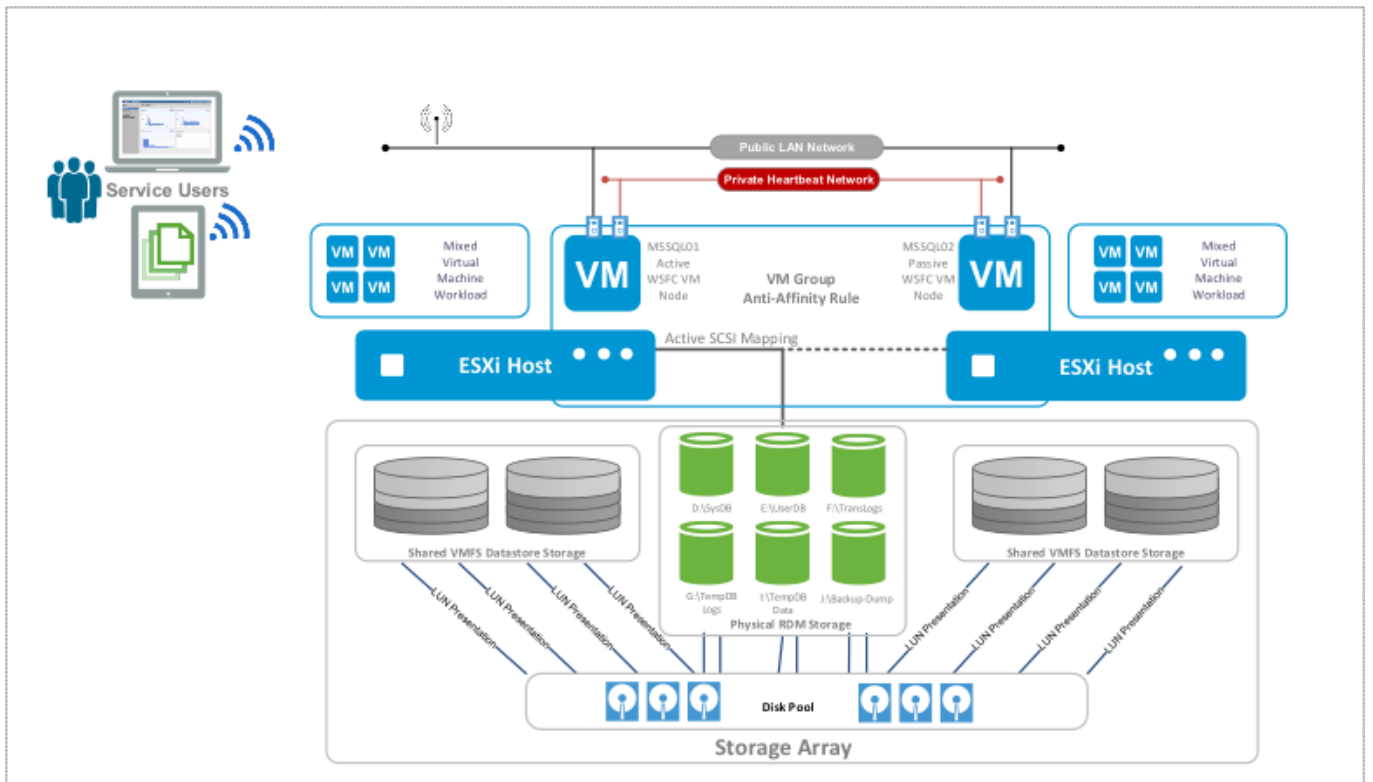 Public LAN Network
Private Heartbeat Network
Service Users
VM VM
VM VM
Mixed
Virtual
Machine
Workload
VM
MSSQL01
Active
WSFC VM
Node
VM Group
Anti-Affinity Rule
MSSQL02
Passive
WSFC VM
Node
VM
VM VM
VM VM
Mixed
Virtual
Machine
Workload
Active SCSI Mapping
ESXi Host
ESXi Host
D:\SysDB
E:\UserDB
F:\TransLogs
Shared VMFS Datastore Storage
Shared VMFS Datastore Storage
G:\TempDB
Logs
I:\TempDB
Data
J:\Backup-Dump
Physical RDM Storage
LUN Presentation
LUN Presentation
LUN Presentation
LUN Presentation
LUN Presentation
LUN Presentation
LUN Presentation
LUN Presentation
Disk Pool
Storage Array